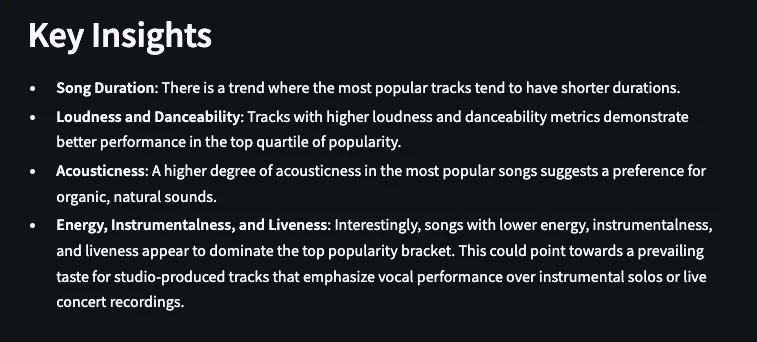 Key Insights
• Song Duration: There is a trend where the most popular tracks tend to have shorter durations.
• Loudness and Danceability: Tracks with higher loudness and danceability metrics demonstrate
better performance in the top quartile of popularity.
• Acousticness: A higher degree of acousticness in the most popular songs suggests a preference for
organic, natural sounds.
• Energy, Instrumentalness, and Liveness: Interestingly, songs with lower energy, instrumentalness,
and liveness appear to dominate the top popularity bracket. This could point towards a prevailing
taste for studio-produced tracks that emphasize vocal performance over instrumental solos or live
concert recordings.